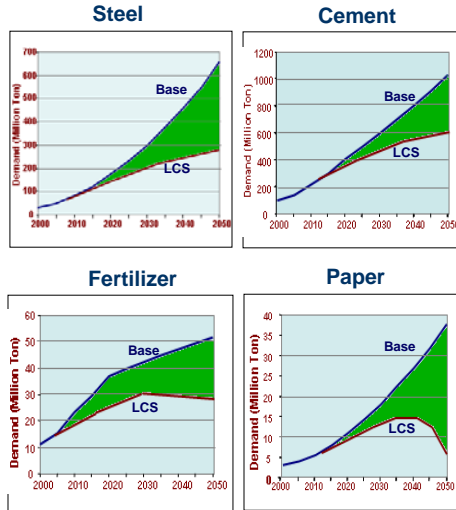 Steel
Cement
Demand (Million Ton)
700
600
500
400
300
200
100
0
Base
LCS
2000 2010 2020 2030 2040 2050
Demand (Million Ton)
1200
1000
800
600
400
200
0
Base
LCS
2000 2010 2020 2030 2040 2050
Fertilizer
Paper
Demand (Million Ton)
60
50
40
30
20
10
0
Base
LCS
2000 2010 2020 2030 2040 2050
Demand (Million Ton)
40
35
30
25
20
15
10
5
0
Base
LCS
2000 2010 2020 2030 2040 2050